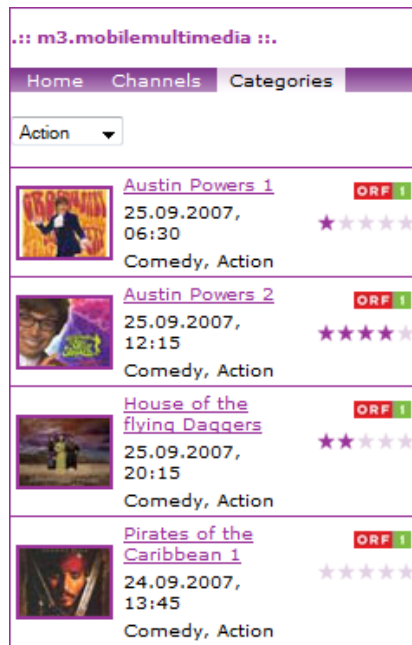 .:: m3.mobilemultimedia ::.
Home Channels Categories
Action
Austin Powers 1
ORF 1
25.09.2007,
06:30
Comedy, Action
Austin Powers 2
ORF 1
25.09.2007,
12:15
Comedy, Action
House of the
flying Daggers
ORF 1
25.09.2007,
20:15
Comedy, Action
Pirates of the
Caribbean 1
ORF 1
24.09.2007,
13:45
Comedy, Action